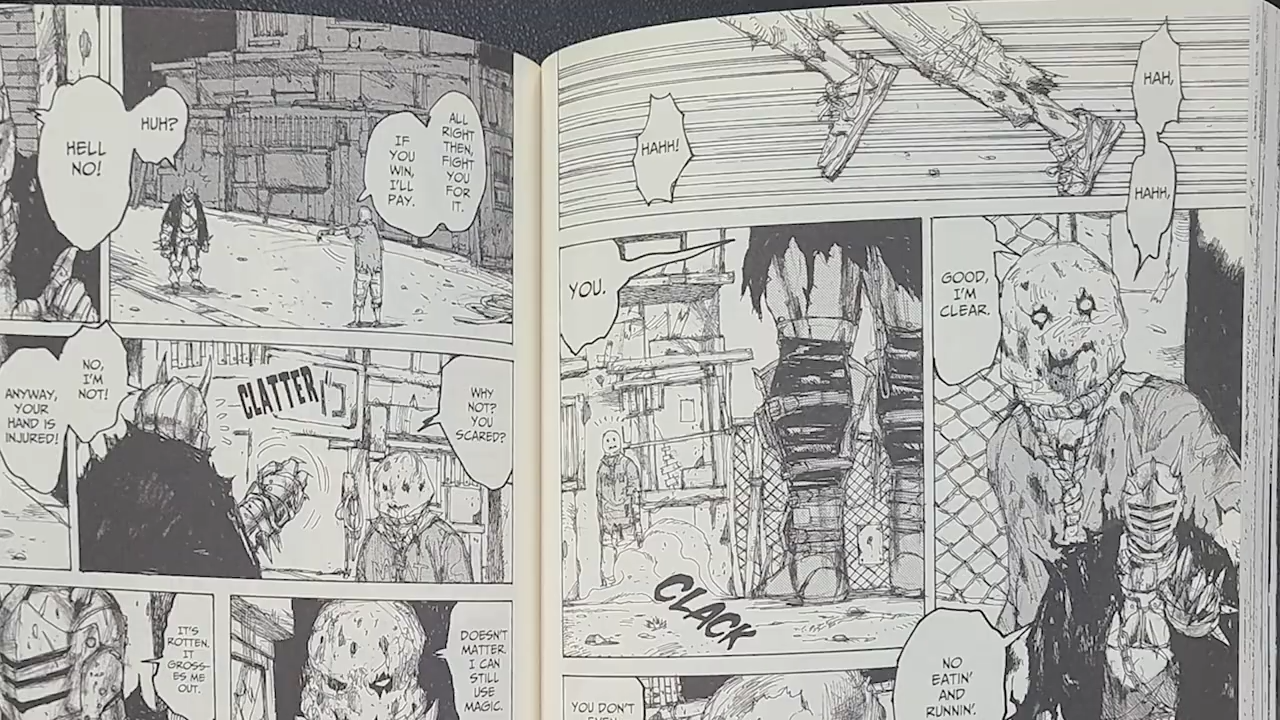 HAH,
HAHH,
HAHH!
GOOD,
I'M
CLEAR.
NO
EATIN'
AND
RUNNIN'.
YOU.
CLACK
YOU DON'T
ALL
RIGHT
THEN,
FIGHT
YOU
FOR
IT.
IF
YOU
WIN,
I'LL
PAY.
HUH?
HELL
NO!
WHY
NOT?
YOU
SCARED?
CLATTER
NO,
I'M
NOT!
ANYWAY,
YOUR
HAND IS
INJURED!
DOESN'T
MATTER.
I CAN
STILL
USE
MAGIC.
IT'S
ROTTEN.
IT
GROSS-
ES ME
OUT.